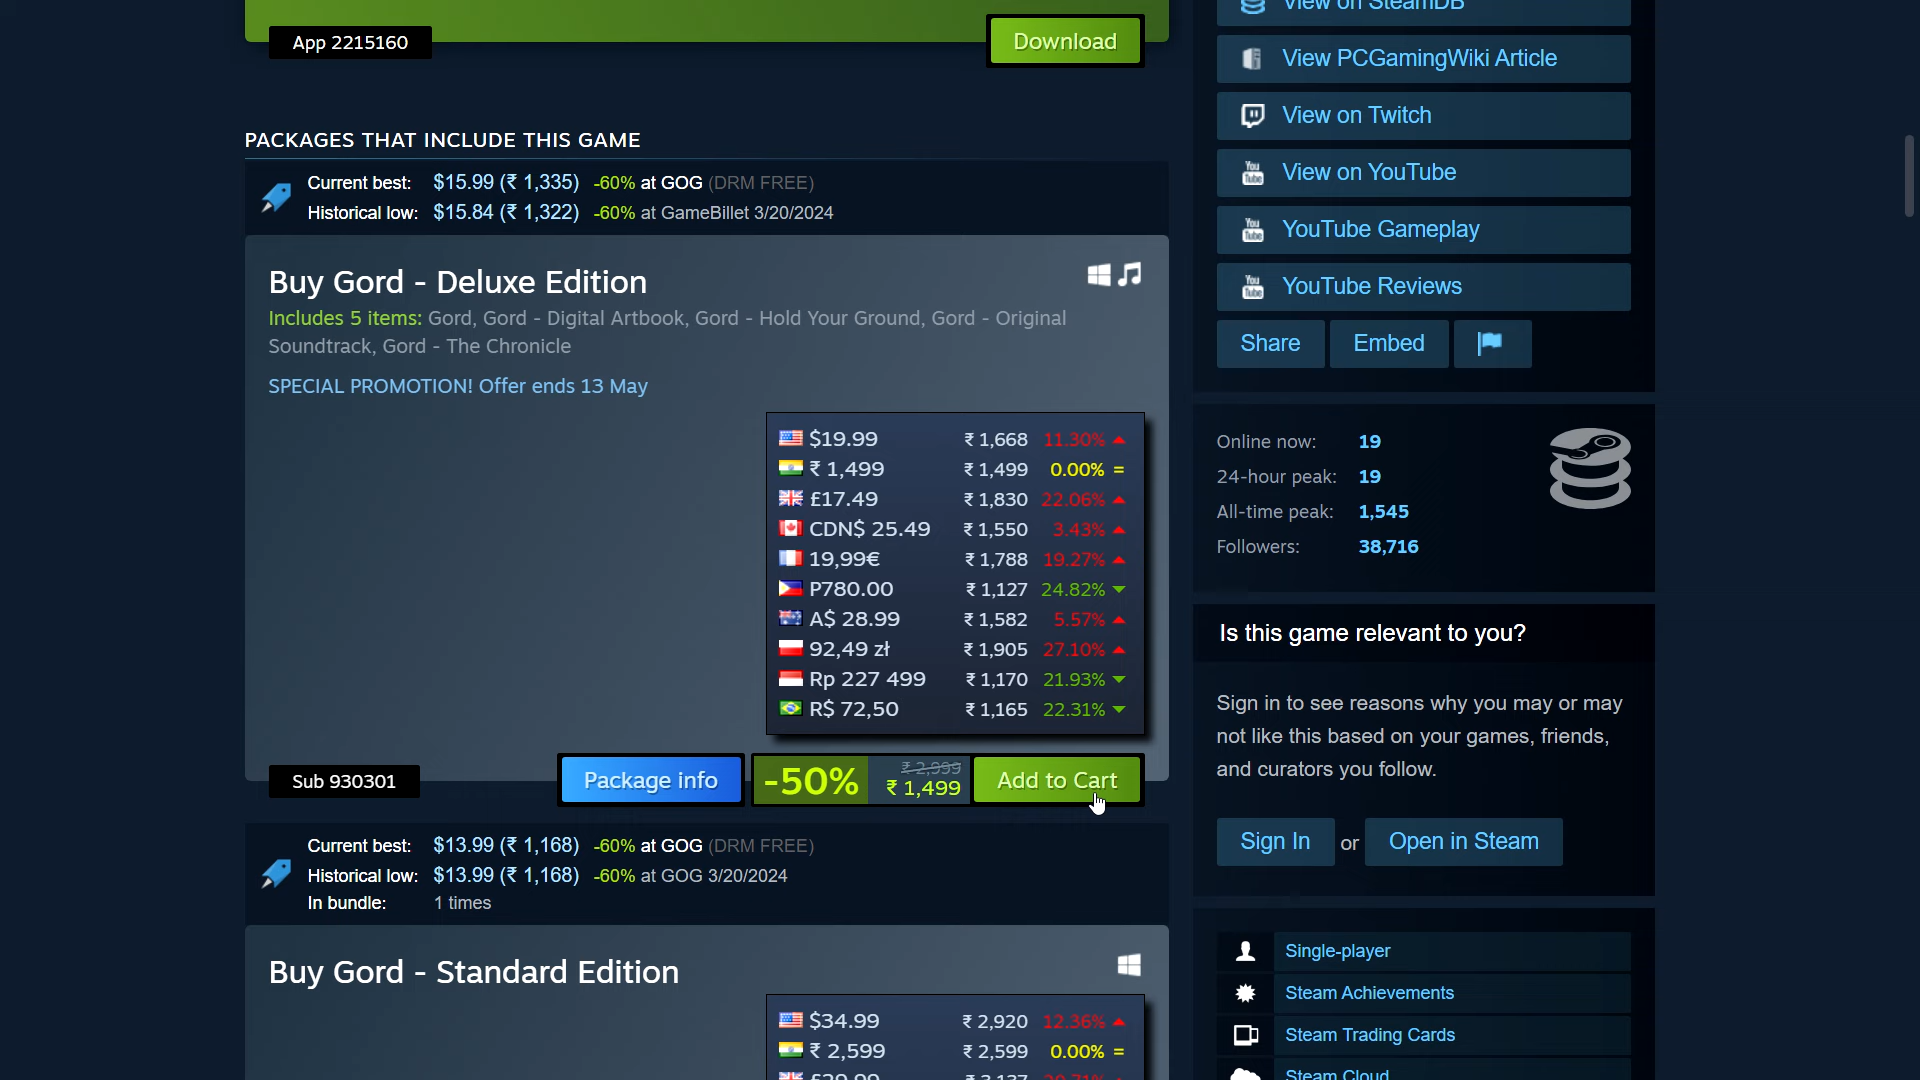 App 2215160
Download
PACKAGES THAT INCLUDE THIS GAME
Current best: $15.99 (₹ 1,335) -60% at GOG (DRM FREE)
Historical low: $15.84 (₹ 1,322) -60% at GameBillet 3/20/2024
Buy Gord - Deluxe Edition
Includes 5 items: Gord, Gord - Digital Artbook, Gord - Hold Your Ground, Gord - Original
Soundtrack, Gord - The Chronicle
SPECIAL PROMOTION! Offer ends 13 May
$19.99 ₹ 1,668 11.30%
₹ 1,499 ₹ 1,499 0.00% =
£17.49 ₹ 1,830 22.06%
CDN$ 25.49 ₹ 1,550 3.43%
19,99€ ₹ 1,788 19.27%
P780.00 ₹ 1,127 24.82%
A$ 28.99 ₹ 1,582 5.57%
92,49 zł ₹ 1,905 27.10%
Rp 227 499 ₹ 1,170 21.93%
R$ 72,50 ₹ 1,165 22.31%
Sub 930301
Package info
-50%
₹ 2,999
₹ 1,499
Add to Cart
Current best: $13.99 (₹ 1,168) -60% at GOG (DRM FREE)
Historical low: $13.99 (₹ 1,168) -60% at GOG 3/20/2024
In bundle: 1 times
Buy Gord - Standard Edition
$34.99 ₹ 2,920 12.36%
₹ 2,599 ₹ 2,599 0.00% =
View on SteamDB
View PCGamingWiki Article
View on Twitch
You Tube View on YouTube
You Tube YouTube Gameplay
You Tube YouTube Reviews
Share
Embed
Online now: 19
24-hour peak: 19
All-time peak: 1,545
Followers: 38,716
Is this game relevant to you?
Sign in to see reasons why you may or may
not like this based on your games, friends,
and curators you follow.
Sign In or Open in Steam
Single-player
Steam Achievements
Steam Trading Cards
Steam Cloud